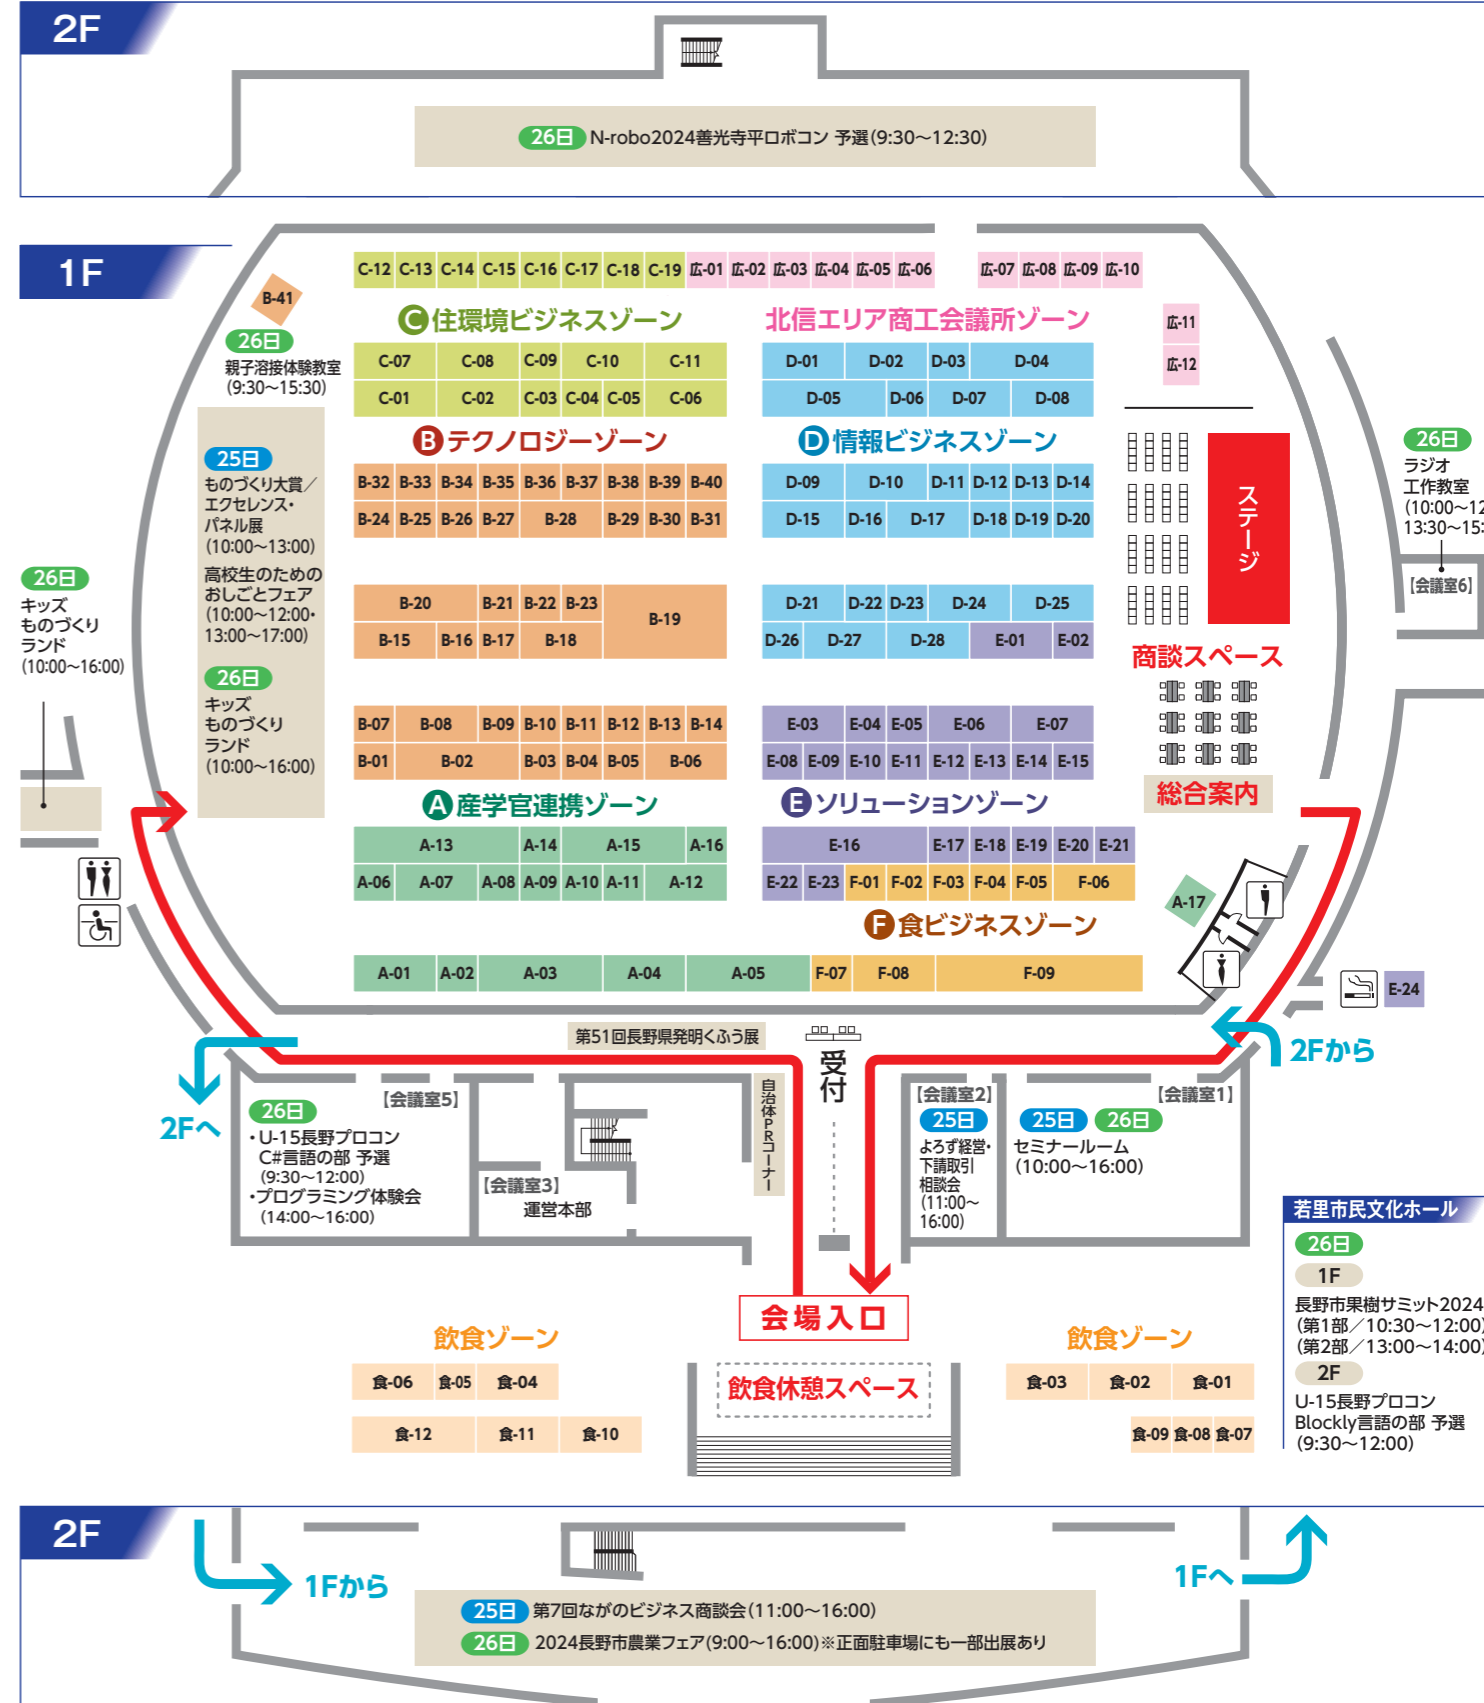 2F
26日 N-robo2024善光寺平ロボコン 予選(9:30～12:30)
1F
C-12 C-13 C-14 C-15 C-16 C-17 C-18 C-19 広-01 広-02 広-03 広-04 広-05 広-06 広-07 広-08 広-09 広-10
B-41
C 住環境ビジネスゾーン
北信エリア商工会議所ゾーン
広-11
広-12
26日
親子溶接体験教室
(9:30～15:30)
C-07 C-08 C-09 C-10 C-11
C-01 C-02 C-03 C-04 C-05 C-06
D-01 D-02 D-03 D-04
D-05 D-06 D-07 D-08
B テクノロジーゾーン
D 情報ビジネスゾーン
B-32 B-33 B-34 B-35 B-36 B-37 B-38 B-39 B-40
B-24 B-25 B-26 B-27 B-28 B-29 B-30 B-31
D-09 D-10 D-11 D-12 D-13 D-14
D-15 D-16 D-17 D-18 D-19 D-20
25日
ものづくり大賞／
エクセレンス・
パネル展
(10:00～13:00)
高校生のための
おしごとフェア
(10:00～12:00・
13:00～17:00)
26日
キッズ
ものづくり
ランド
(10:00～16:00)
26日
キッズ
ものづくり
ランド
(10:00～16:00)
ステージ
26日
ラジオ
工作教室
(10:00～12
13:30～15:
【会議室6】
B-20 B-21 B-22 B-23 B-19
B-15 B-16 B-17 B-18
D-21 D-22 D-23 D-24 D-25
D-26 D-27 D-28 E-01 E-02
商談スペース
B-07 B-08 B-09 B-10 B-11 B-12 B-13 B-14
B-01 B-02 B-03 B-04 B-05 B-06
E-03 E-04 E-05 E-06 E-07
E-08 E-09 E-10 E-11 E-12 E-13 E-14 E-15
総合案内
A 産学官連携ゾーン
E ソリューションゾーン
A-13 A-14 A-15 A-16
A-06 A-07 A-08 A-09 A-10 A-11 A-12
E-16 E-17 E-18 E-19 E-20 E-21
E-22 E-23 F-01 F-02 F-03 F-04 F-05 F-06
A-17
F 食ビジネスゾーン
A-01 A-02 A-03 A-04 A-05 F-07 F-08 F-09
E-24
第51回長野県発明くふう展
受付
2Fから
2Fへ
自治体PRコーナー
【会議室5】
26日
・U-15長野プロコン
C#言語の部 予選
(9:30～12:00)
・プログラミング体験会
(14:00～16:00)
【会議室3】
運営本部
【会議室2】
25日
よろず経営・
下請取引
相談会
(11:00～
16:00)
【会議室1】
25日 26日
セミナールーム
(10:00～16:00)
会場入口
若里市民文化ホール
26日
1F
長野市果樹サミット2024
(第1部／10:30～12:00)
(第2部／13:00～14:00)
2F
U-15長野プロコン
Blockly言語の部 予選
(9:30～12:00)
飲食ゾーン
食-06 食-05 食-04
食-12 食-11 食-10
飲食休憩スペース
飲食ゾーン
食-03 食-02 食-01
食-09 食-08 食-07
2F
1Fから
1Fへ
25日 第7回ながのビジネス商談会(11:00～16:00)
26日 2024長野市農業フェア(9:00～16:00)※正面駐車場にも一部出展あり